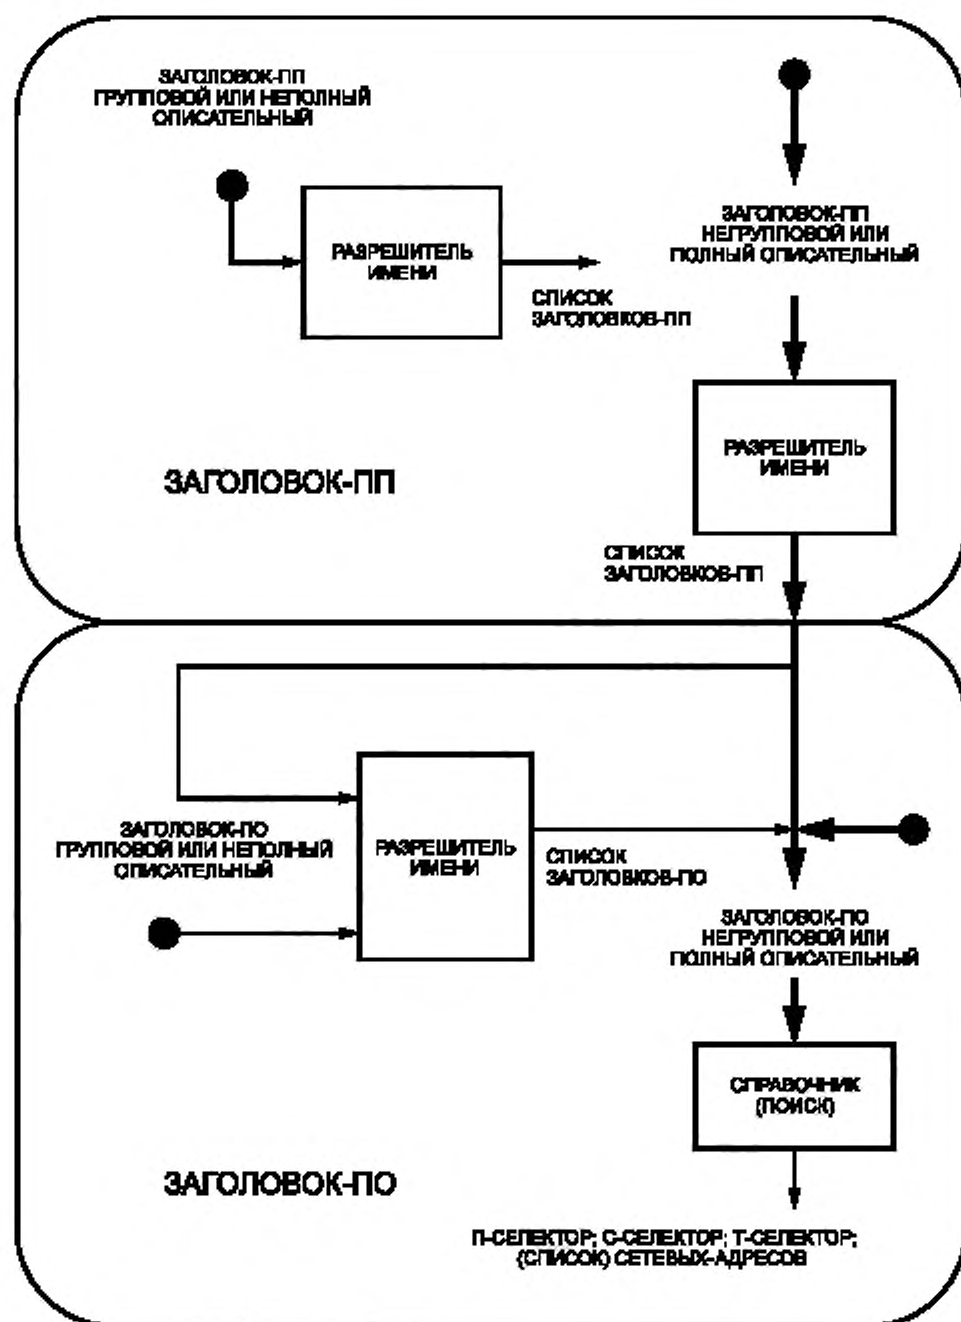 ЗАГОЛОВОК-ПП
ГРУППОВОЙ ИЛИ НЕПОЛНЫЙ
ОПИСАТЕЛЬНЫЙ
РАЗРЕШИТЕЛЬ
ИМЕНИ
СПИСОК
ЗАГОЛОВКОВ-ПП
ЗАГОЛОВОК-ПП
НЕГРУППОВОЙ ИЛИ
ПОЛНЫЙ ОПИСАТЕЛЬНЫЙ
РАЗРЕШИТЕЛЬ
ИМЕНИ
ЗАГОЛОВОК-ПП
СПИСОК
ЗАГОЛОВКОВ-ПП
ЗАГОЛОВОК-ПО
ГРУППОВОЙ ИЛИ НЕПОЛНЫЙ
ОПИСАТЕЛЬНЫЙ
РАЗРЕШИТЕЛЬ
ИМЕНИ
СПИСОК
ЗАГОЛОВКОВ-ПО
ЗАГОЛОВОК-ПО
НЕГРУППОВОЙ ИЛИ
ПОЛНЫЙ ОПИСАТЕЛЬНЫЙ
СПРАВОЧНИК
(ПОИСК)
ЗАГОЛОВОК-ПО
П-СЕЛЕКТОР; С-СЕЛЕКТОР; Т-СЕЛЕКТОР;
(СПИСОК) СЕТЕВЫХ-АДРЕСОВ